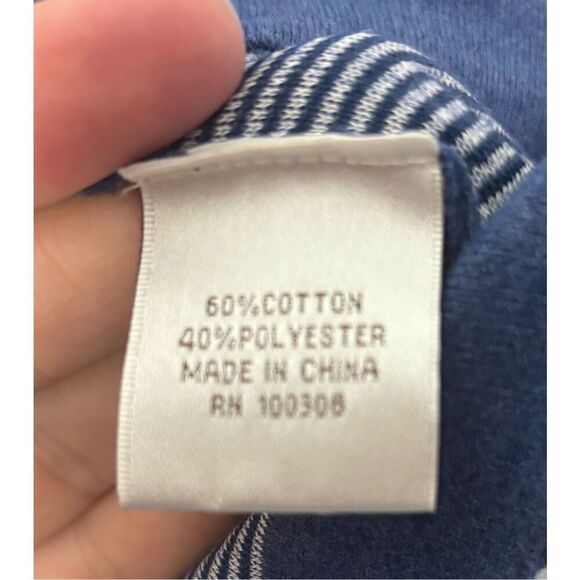 60%COTTON
40%POLYESTER
MADE IN CHINA
RN 100306